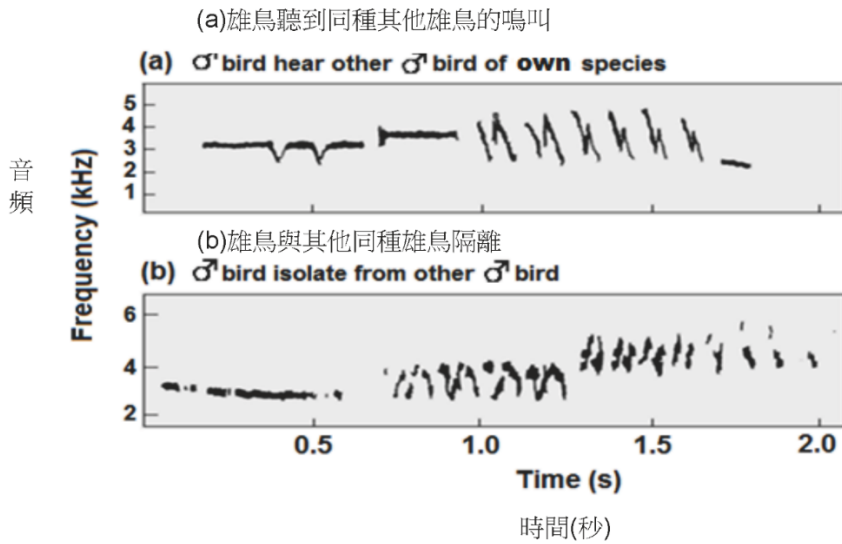 (a)雄鳥聽到同種其他雄鳥的鳴叫
(a) ♂ bird hear other ♂ bird of own species
5
4
3
2
1
音頻
Frequency (kHz)
(b)雄鳥與其他同種雄鳥隔離
(b) ♂ bird isolate from other ♂ bird
6
4
2
0.5 1.0 1.5 2.0
Time (s)
時間(秒)